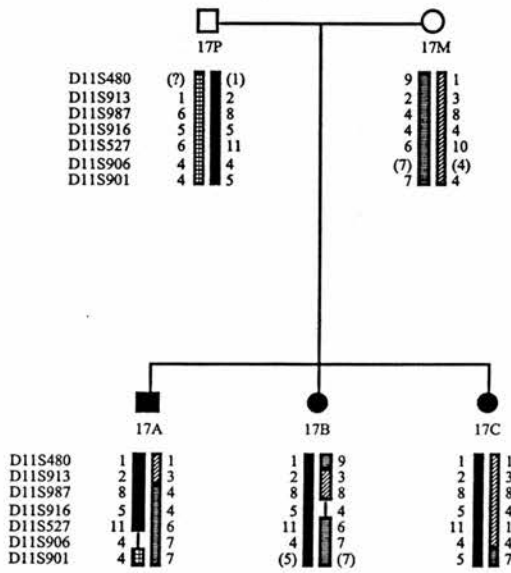 17P 17M
D11S480 (?) (1) 9 1
D11S913 1 2 2 3
D11S987 6 8 4 8
D11S916 5 5 4 4
D11S527 6 11 6 10
D11S906 4 4 (7) (4)
D11S901 4 5 7 4
17A 17B 17C
D11S480 1 1 1 9 1 1
D11S913 2 3 2 3 2 3
D11S987 8 4 8 8 8 4
D11S916 5 4 5 4 5 4
D11S527 11 6 11 6 11 1
D11S906 4 7 4 7 4 4
D11S901 4 7 (5) (7) 5 7